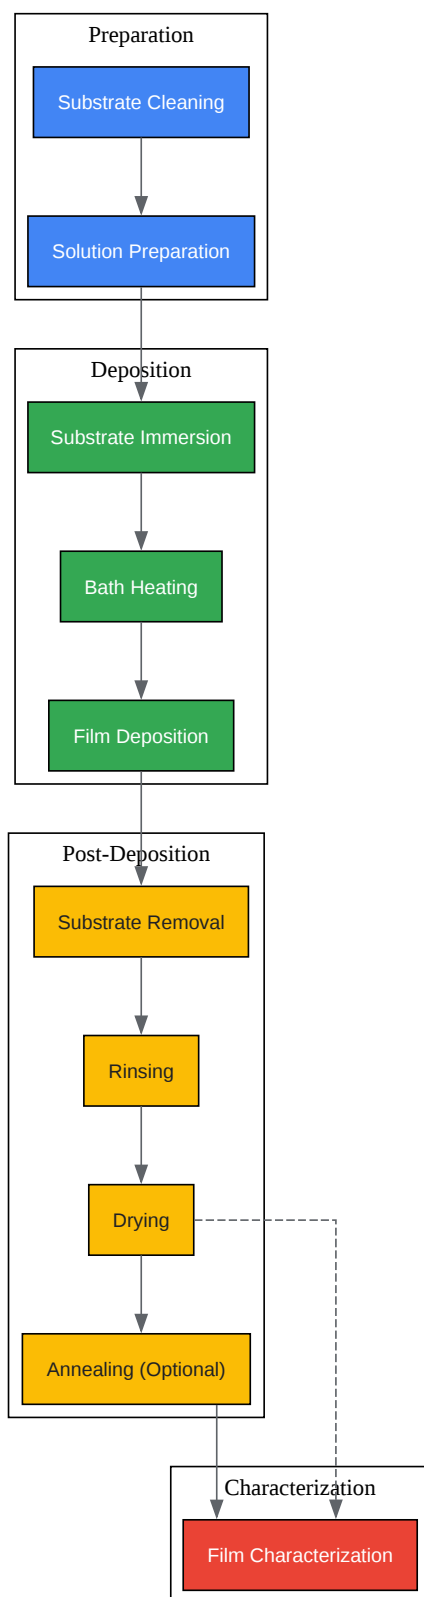 Preparation
Substrate Cleaning
Solution Preparation
Deposition
Substrate Immersion
Bath Heating
Film Deposition
Post-Deposition
Substrate Removal
Rinsing
Drying
Annealing (Optional)
Characterization
Film Characterization